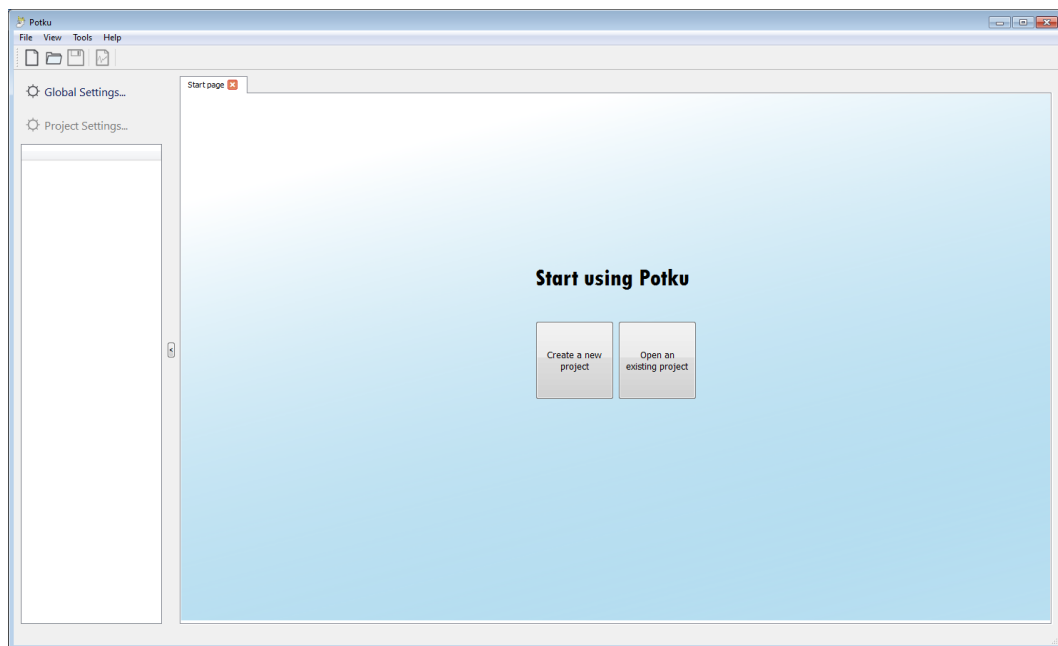 Potku
File View Tools Help
Global Settings...
Project Settings...
Start page
Start using Potku
Create a new
project
Open an
existing project
<